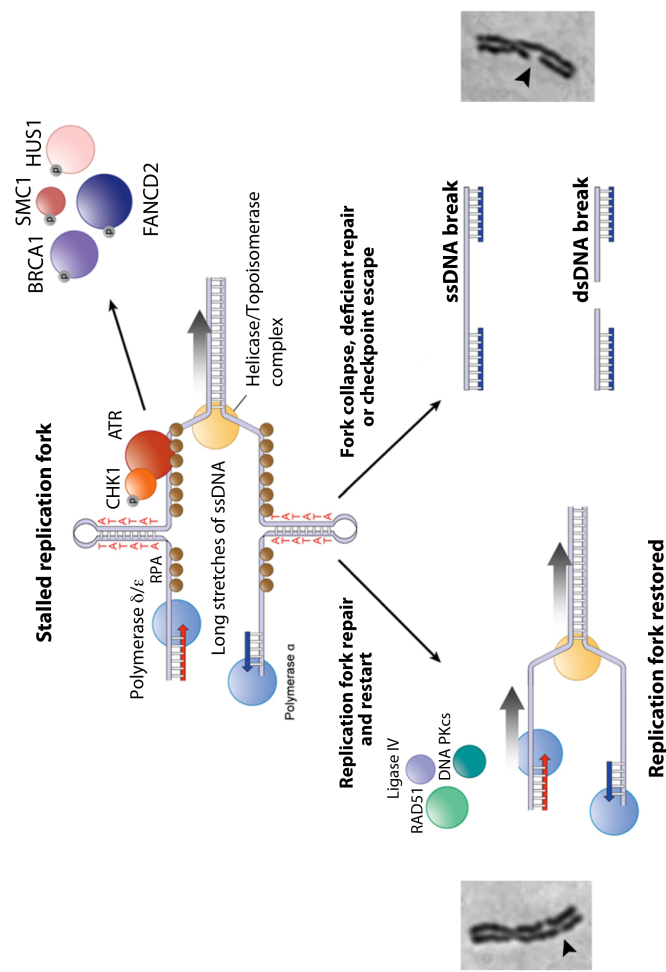 Stalled replication fork
BRCA1
SMC1
HUS1
FANCD2
P
P
P
P
ATR
CHK1
P
A T A T A T
T A T A T A
RPA
Polymerase δ/ε
Long stretches of ssDNA
Helicase/Topoisomerase
complex
A T A T A T
T A T A T A
Polymerase α
Replication fork repair
and restart
Fork collapse, deficient repair
or checkpoint escape
RAD51
Ligase IV
DNA PKcs
ssDNA break
dsDNA break
Replication fork restored